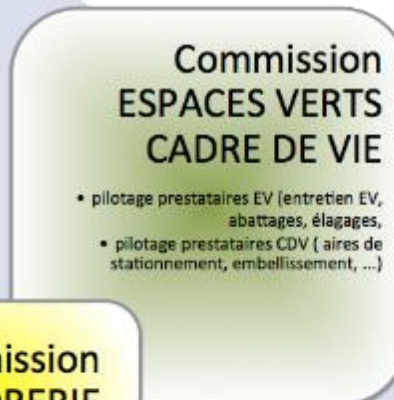 Commission
ESPACES VERTS
CADRE DE VIE
• pilotage prestataires EV (entretien EV,
abattages, élagages,
• pilotage prestataires CDV ( aires de
stationnement, embellissement, ...)